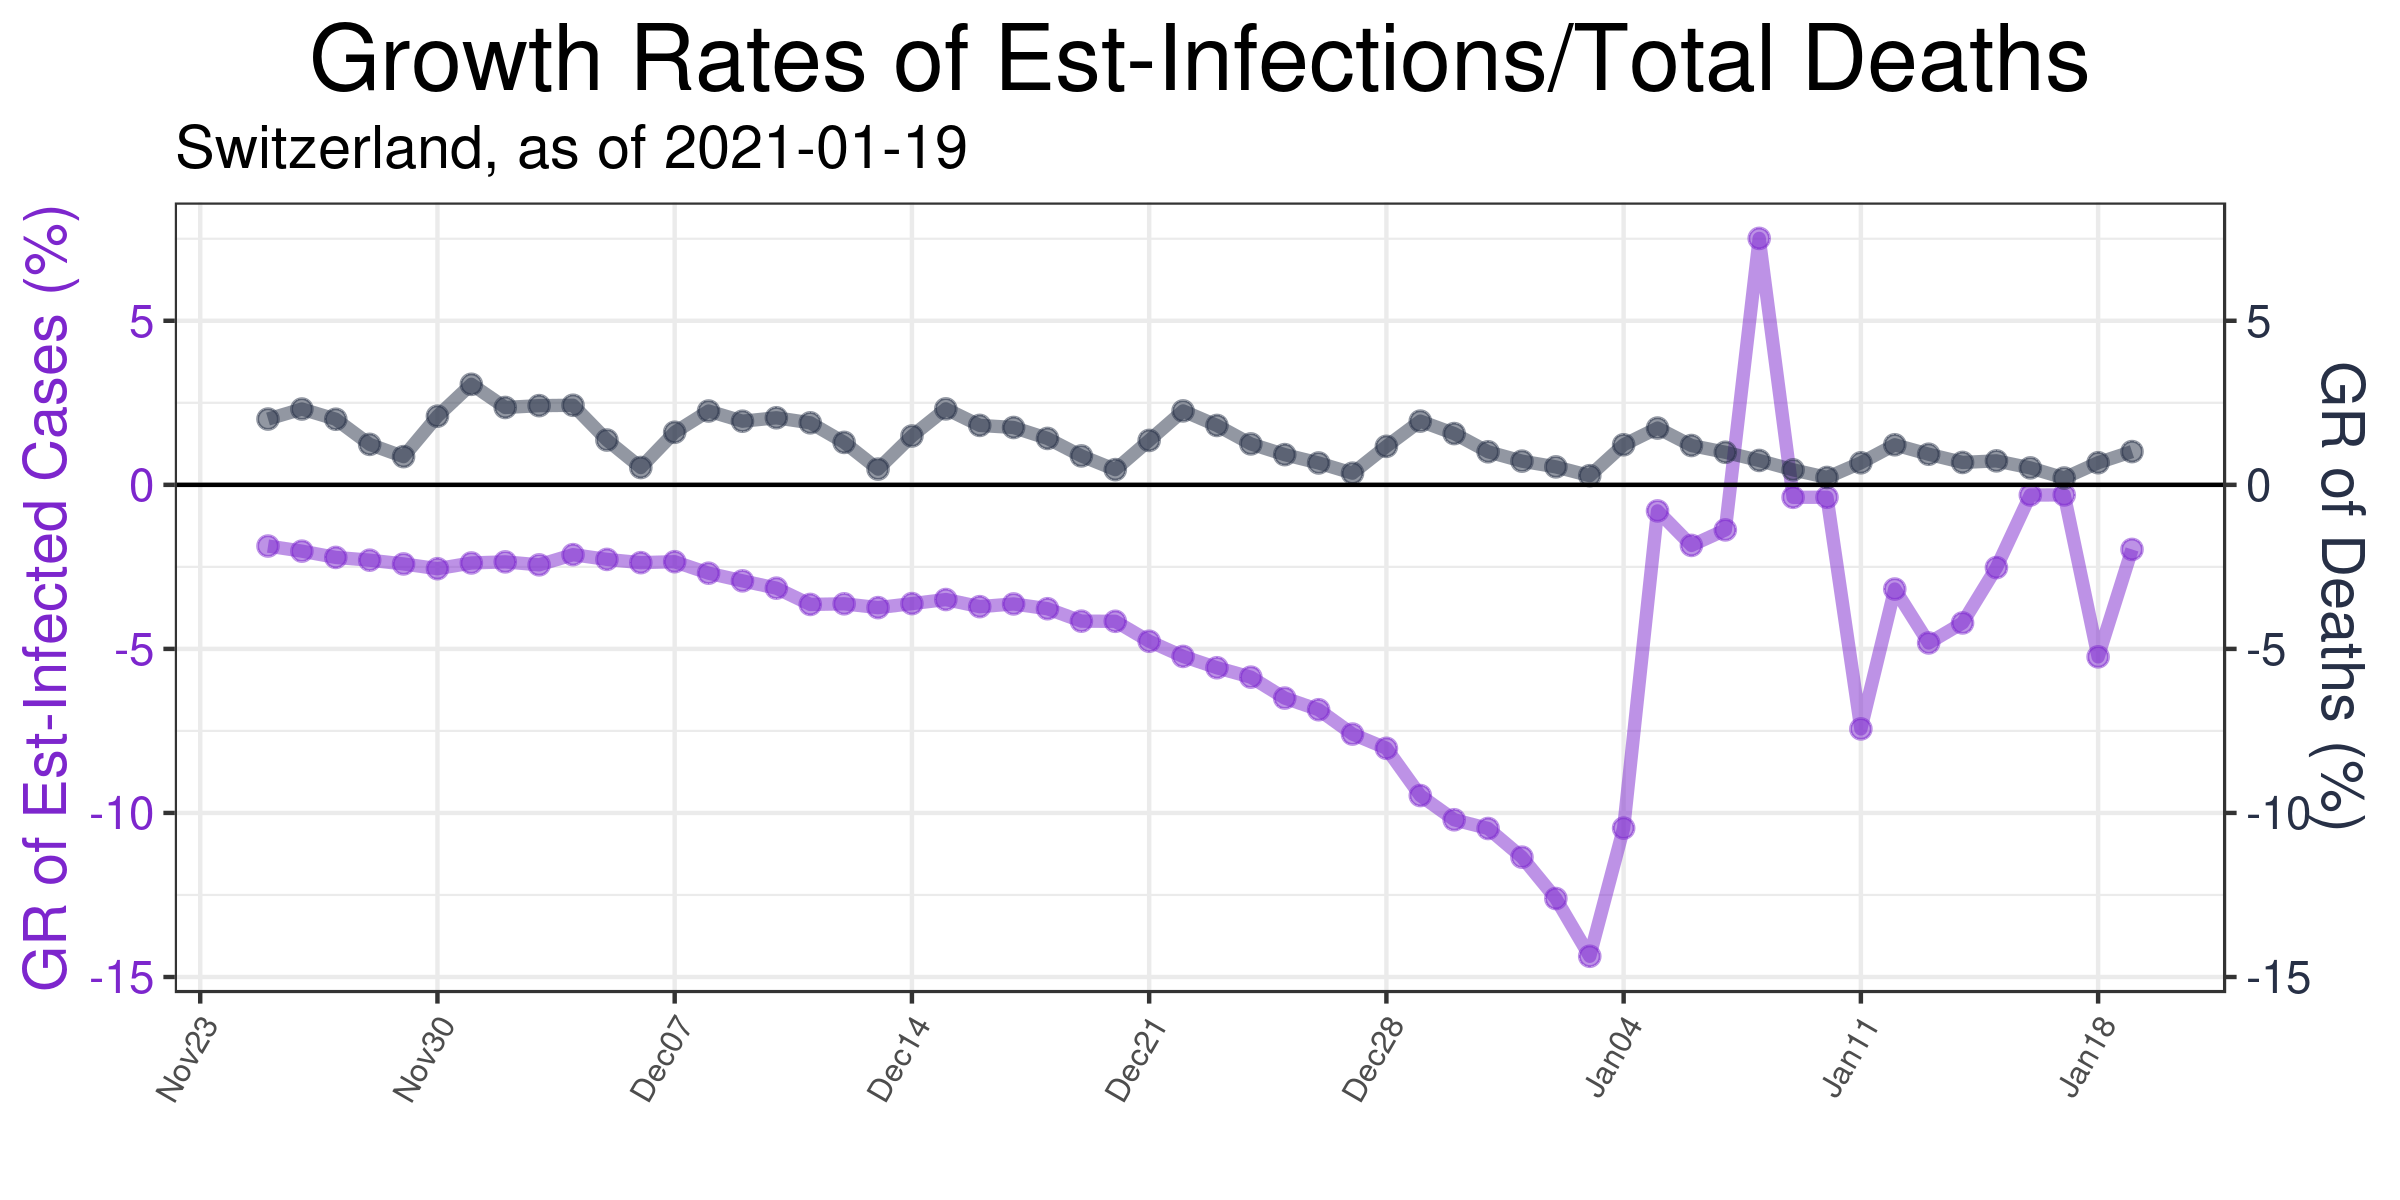 Growth Rates of Est-Infections/Total Deaths
Switzerland, as of 2021-01-19
GR of Est-Infected Cases (%)
5
0
-5
-10
-15
5
0
-5
-10
-15
GR of Deaths (%)
Nov23
Nov30
Dec07
Dec14
Dec21
Dec28
Jan04
Jan11
Jan18